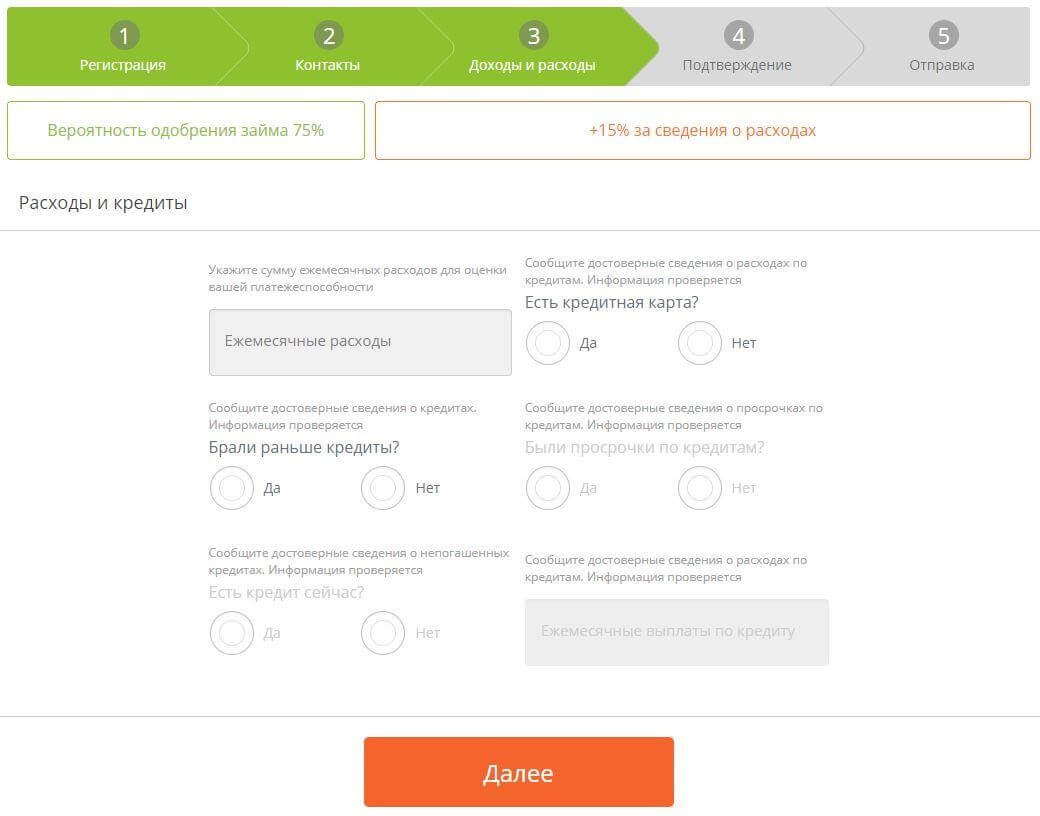 1
Регистрация
2
Контакты
3
Доходы и расходы
4
Подтверждение
5
Отправка
Вероятность одобрения займа 75%
+15% за сведения о расходах
Расходы и кредиты
Укажите сумму ежемесячных расходов для оценки
вашей платежеспособности
Ежемесячные расходы
Сообщите достоверные сведения о расходах по
кредитам. Информация проверяется
Есть кредитная карта?
Да
Нет
Сообщите достоверные сведения о кредитах.
Информация проверяется
Брали раньше кредиты?
Да
Нет
Сообщите достоверные сведения о просрочках по
кредитам. Информация проверяется
Были просрочки по кредитам?
Да
Нет
Сообщите достоверные сведения о непогашенных
кредитах. Информация проверяется
Есть кредит сейчас?
Да
Нет
Сообщите достоверные сведения о расходах по
кредитам. Информация проверяется
Ежемесячные выплаты по кредиту
Далее